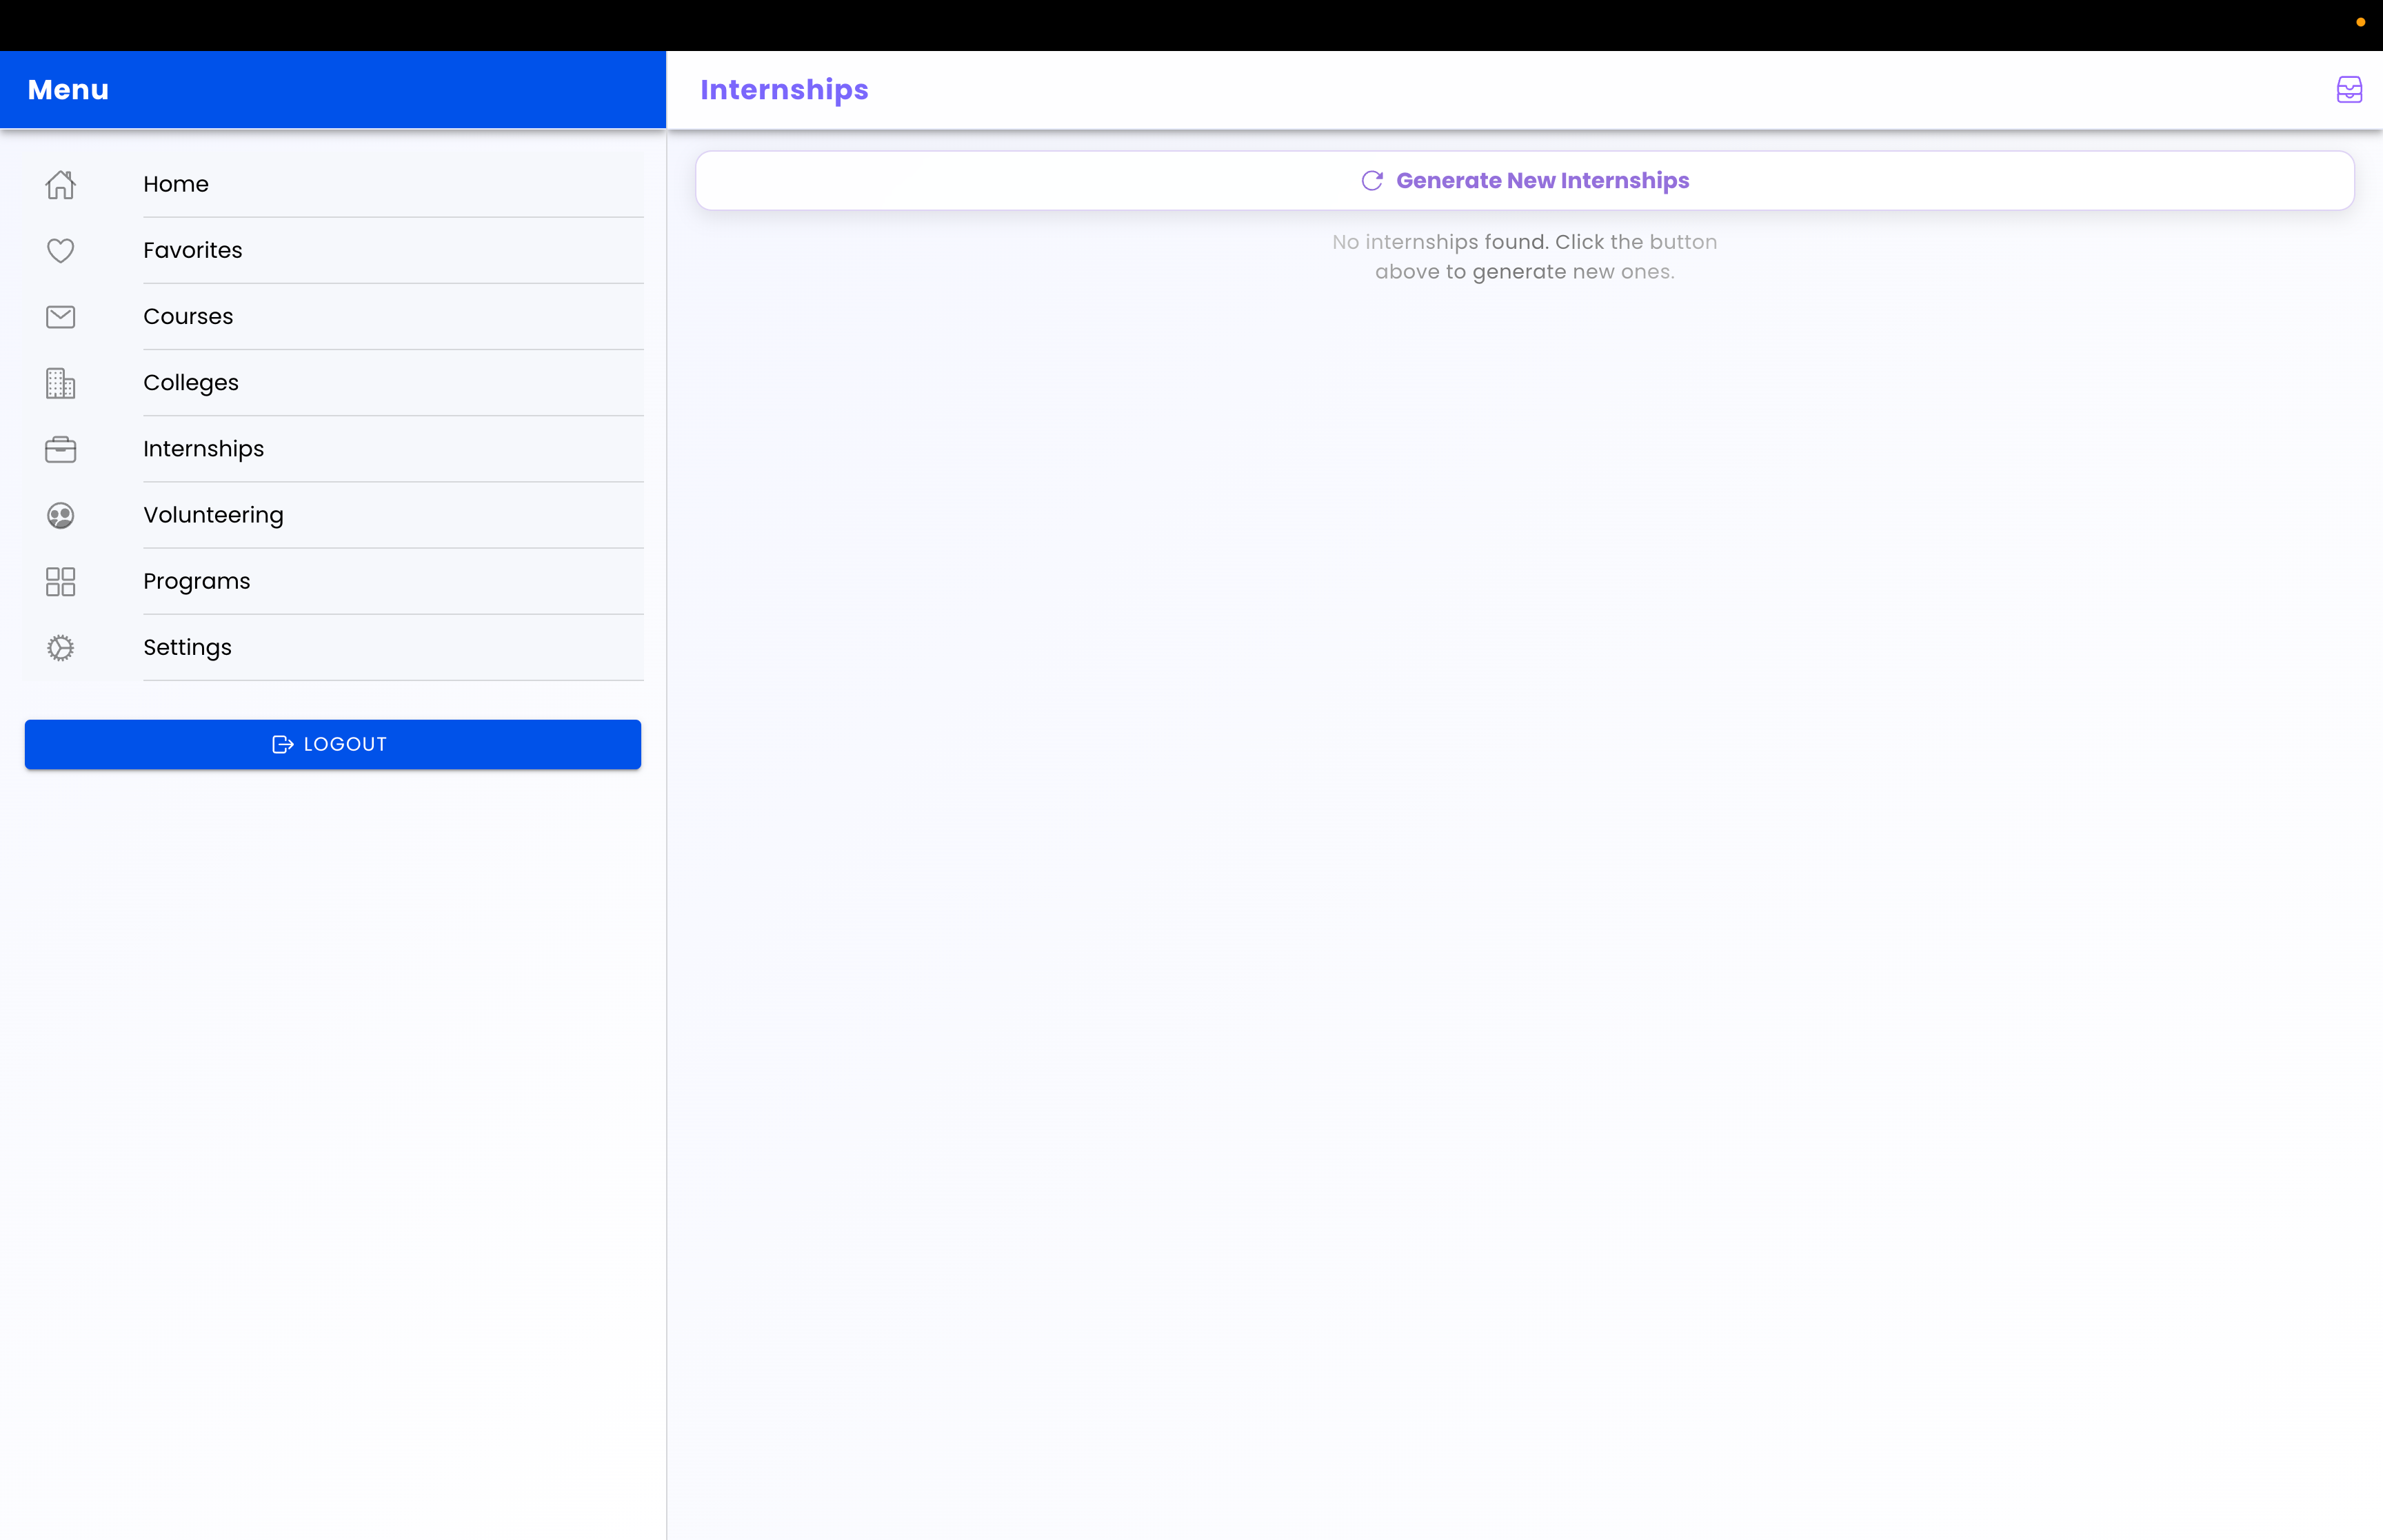 Menu
Internships
Home
Favorites
Courses
Colleges
Internships
Volunteering
Programs
Settings
LOGOUT
Generate New Internships
No internships found. Click the button
above to generate new ones.